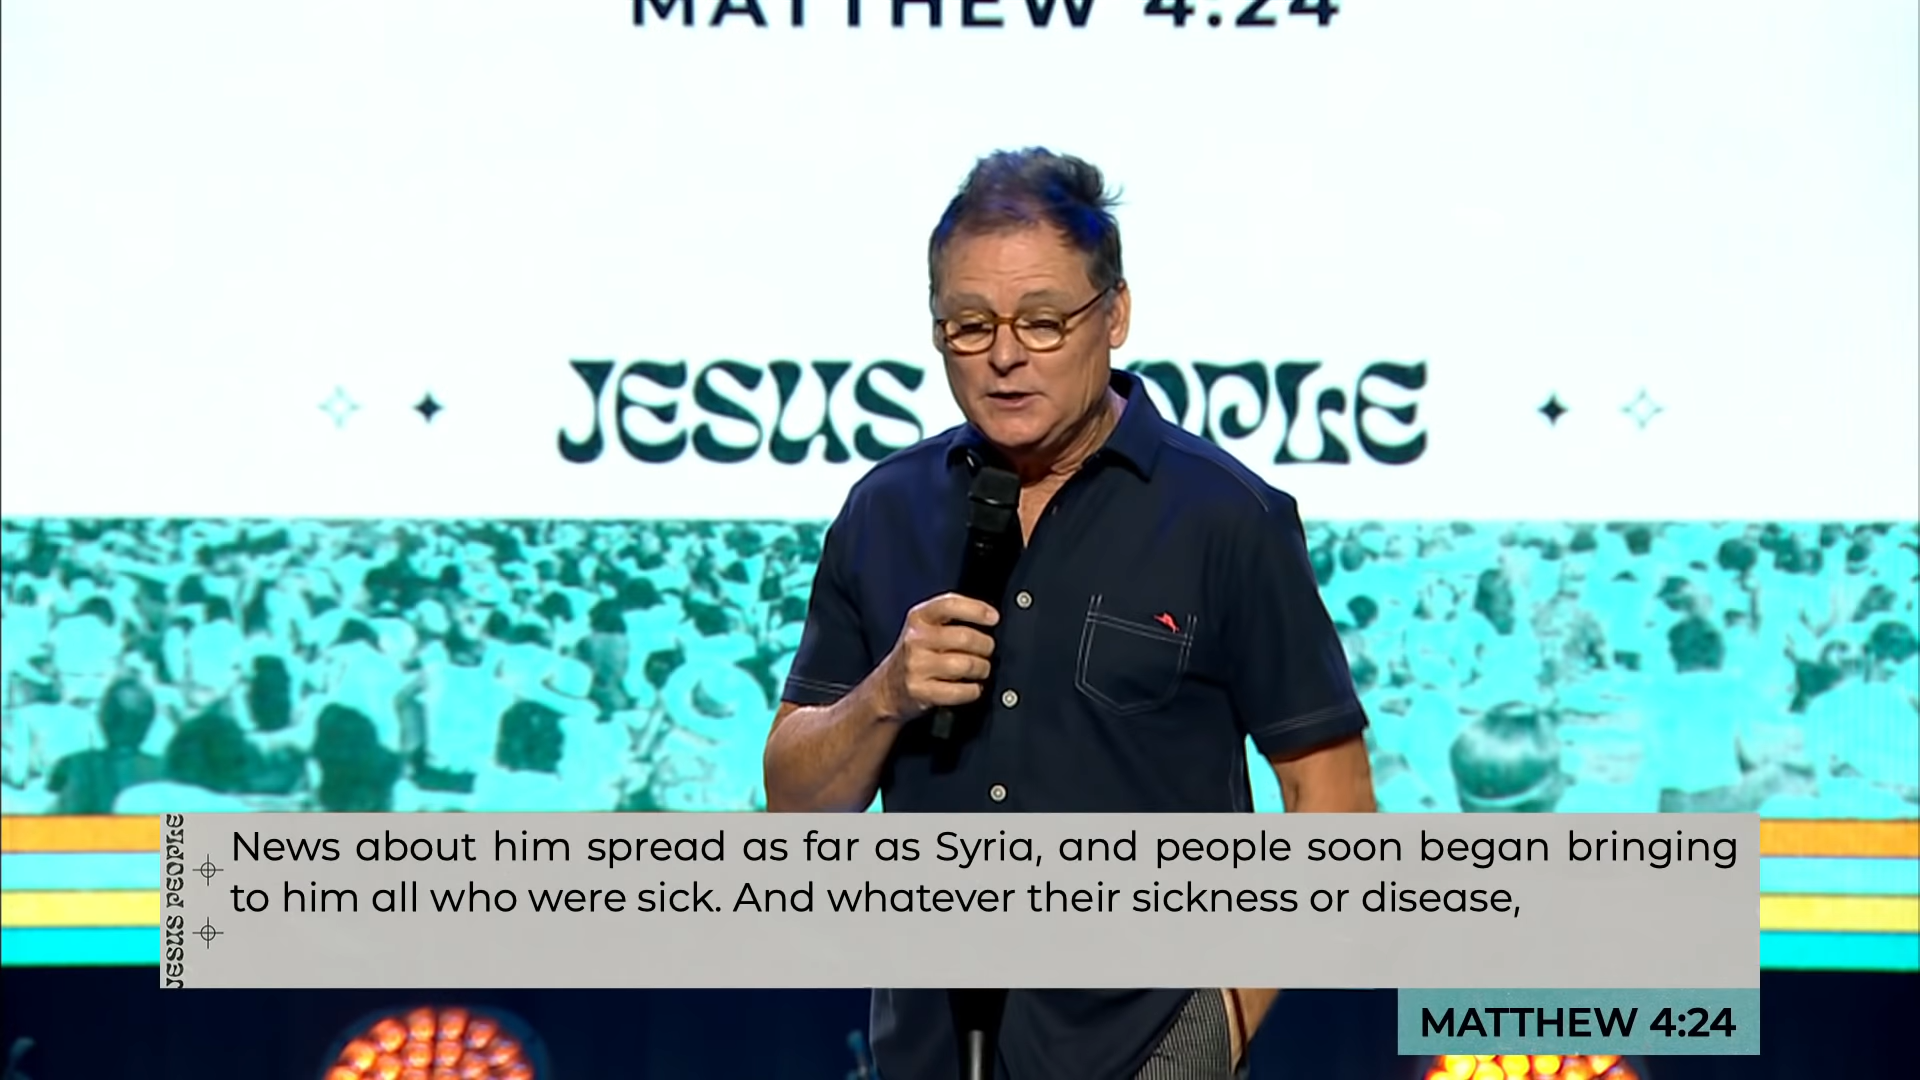 MATTHEW 4:24
JESUS PEOPLE
JESUS PEOPLE
News about him spread as far as Syria, and people soon began bringing
to him all who were sick. And whatever their sickness or disease,
MATTHEW 4:24